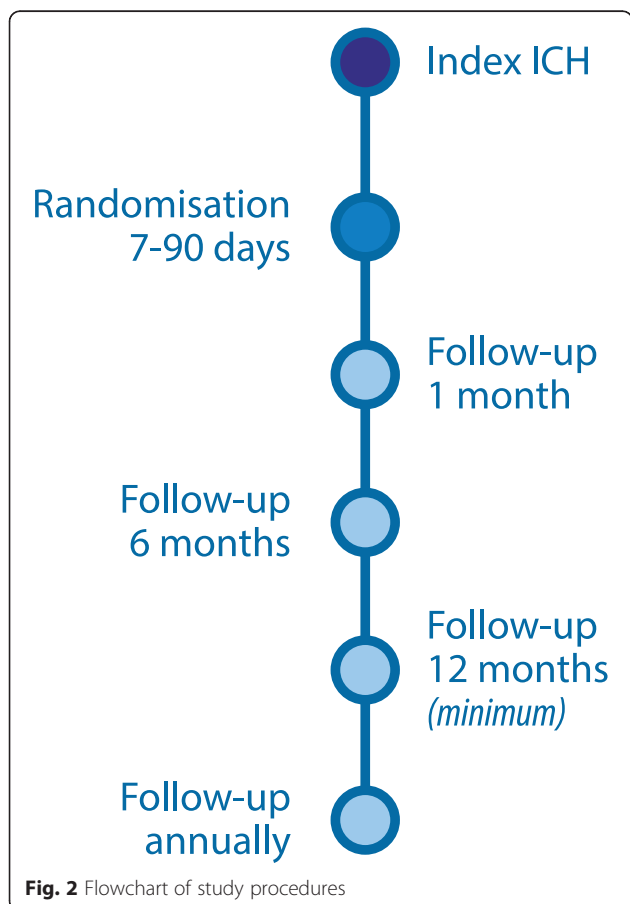 Index ICH
Randomisation
7-90 days
Follow-up
1 month
Follow-up
6 months
Follow-up
12 months
(minimum)
Follow-up
annually
Fig. 2 Flowchart of study procedures